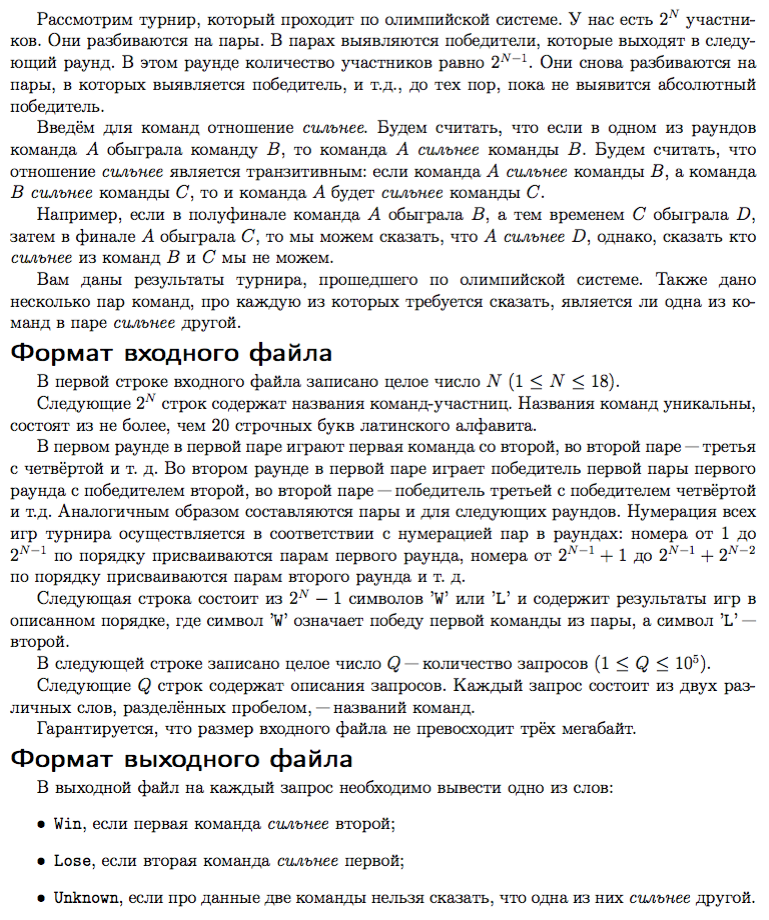 Рассмотрим турнир, который проходит по олимпийской системе. У нас есть 2^N участни-
ков. Они разбиваются на пары. В парах выявляются победители, которые выходят в следу-
ющий раунд. В этом раунде количество участников равно 2^{N−1}. Они снова разбиваются на
пары, в которых выявляется победитель, и т.д., до тех пор, пока не выявится абсолютный
победитель.
Введём для команд отношение сильнее. Будем считать, что если в одном из раундов
команда A обыграла команду B, то команда A сильнее команды B. Будем считать, что
отношение сильнее является транзитивным: если команда A сильнее команды B, а команда
B сильнее команды C, то и команда A будет сильнее команды C.
Например, если в полуфинале команда A обыграла B, а тем временем C обыграла D,
затем в финале A обыграла C, то мы можем сказать, что A сильнее D, однако, сказать кто
сильнее из команд B и C мы не можем.
Вам даны результаты турнира, прошедшего по олимпийской системе. Также дано
несколько пар команд, про каждую из которых требуется сказать, является ли одна из ко-
манд в паре сильнее другой.
Формат входного файла
В первой строке входного файла записано целое число N (1 ≤ N ≤ 18).
Следующие 2^N строк содержат названия команд-участниц. Названия команд уникальны,
состоят из не более, чем 20 строчных букв латинского алфавита.
В первом раунде в первой паре играют первая команда со второй, во второй паре — третья
с четвёртой и т. д. Во втором раунде в первой паре играет победитель первой пары первого
раунда с победителем второй, во второй паре — победитель третьей с победителем четвёртой
и т.д. Аналогичным образом составляются пары и для следующих раундов. Нумерация всех
игр турнира осуществляется в соответствии с нумерацией пар в раундах: номера от 1 до
2^{N−1} по порядку присваиваются парам первого раунда, номера от 2^{N−1} + 1 до 2^{N−1} + 2^{N−2}
по порядку присваиваются парам второго раунда и т. д.
Следующая строка состоит из 2^N − 1 символов ’W’ или ’L’ и содержит результаты игр в
описанном порядке, где символ ’W’ означает победу первой команды из пары, а символ ’L’ —
второй.
В следующей строке записано целое число Q — количество запросов (1 ≤ Q ≤ 10^5).
Следующие Q строк содержат описания запросов. Каждый запрос состоит из двух раз-
личных слов, разделённых пробелом, — названий команд.
Гарантируется, что размер входного файла не превосходит трёх мегабайт.
Формат выходного файла
В выходной файл на каждый запрос необходимо вывести одно из слов:
• Win, если первая команда сильнее второй;
• Lose, если вторая команда сильнее первой;
• Unknown, если про данные две команды нельзя сказать, что одна из них сильнее другой.